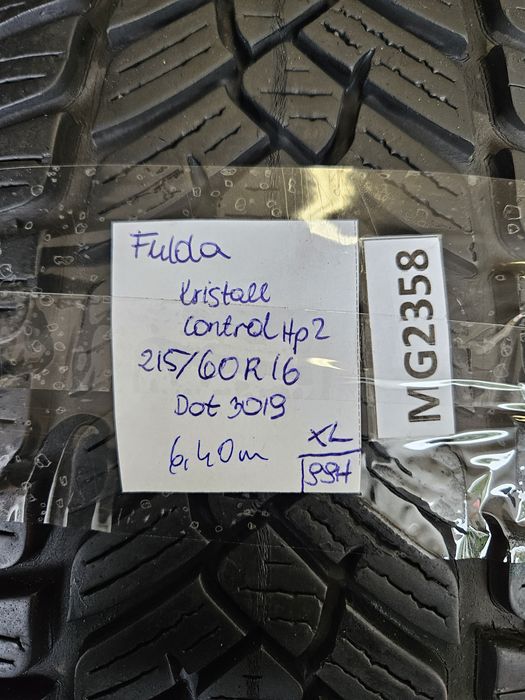 Fulda
Kristall
Control Hp2
215/60R16
Dot 3019
6,40m
XL
99H
MG2358